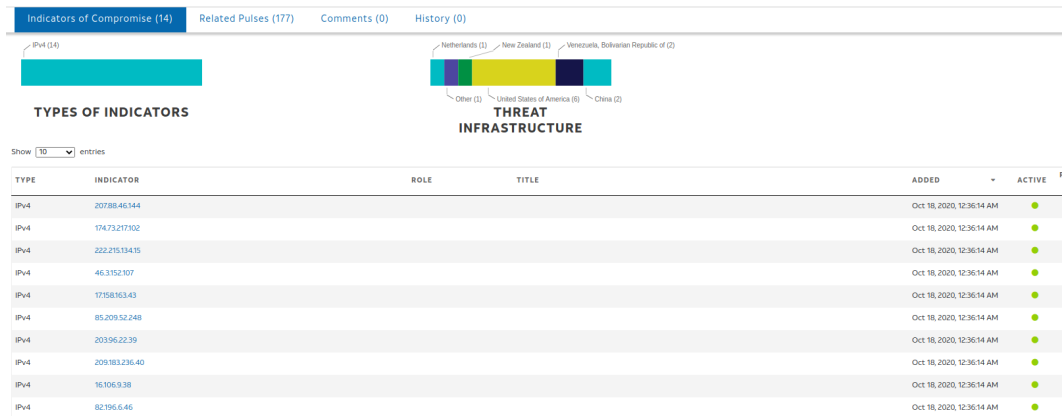 Indicators of Compromise (14) Related Pulses (177) Comments (0) History (0)
IPv4 (14)
Netherlands (1) New Zealand (1) Venezuela, Bolivarian Republic of (2)
Other (1) United States of America (6) China (2)
TYPES OF INDICATORS
THREAT
INFRASTRUCTURE
Show 10 entries
TYPE INDICATOR ROLE TITLE ADDED ACTIVE
IPv4 207.88.46.144 Oct 18, 2020, 12:36:14 AM
IPv4 174.73.217.102 Oct 18, 2020, 12:36:14 AM
IPv4 222.215.134.15 Oct 18, 2020, 12:36:14 AM
IPv4 46.3.152.107 Oct 18, 2020, 12:36:14 AM
IPv4 17.158.163.43 Oct 18, 2020, 12:36:14 AM
IPv4 85.209.52.248 Oct 18, 2020, 12:36:14 AM
IPv4 203.96.22.39 Oct 18, 2020, 12:36:14 AM
IPv4 209.183.236.40 Oct 18, 2020, 12:36:14 AM
IPv4 16.106.9.38 Oct 18, 2020, 12:36:14 AM
IPv4 82.196.6.46 Oct 18, 2020, 12:36:14 AM